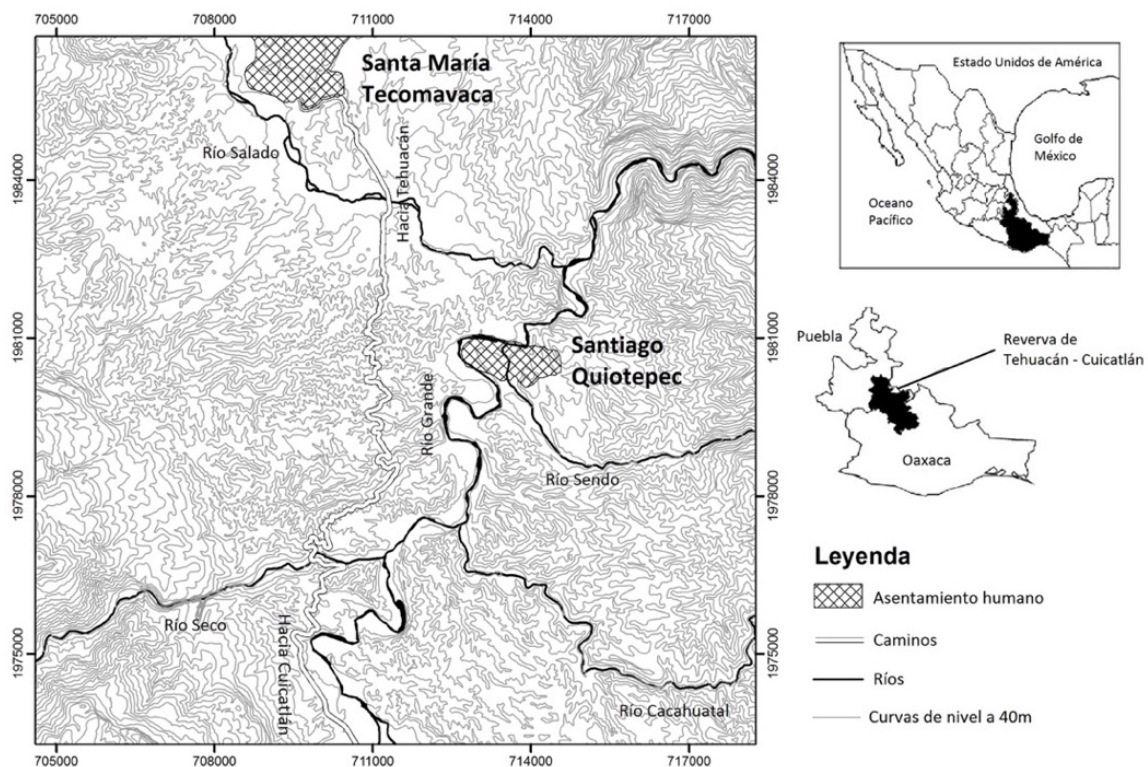 705000
708000
711000
714000
717000
Santa María
Tecomavaca
Río Salado
Hacia Tehuacán
1984000
1984000
1981000
1981000
Santiago
Quiotepec
Río Grande
Río Sendo
1978000
1978000
Río Seco
Hacia Cuicatlán
1975000
1975000
Río Cacahuatal
705000
708000
711000
714000
717000
Estado Unidos de América
Golfo de
México
Oceano
Pacífico
Puebla
Reverva de
Tehuacán - Cuicatlán
Oaxaca
Leyenda
Asentamiento humano
Caminos
Ríos
Curvas de nivel a 40m